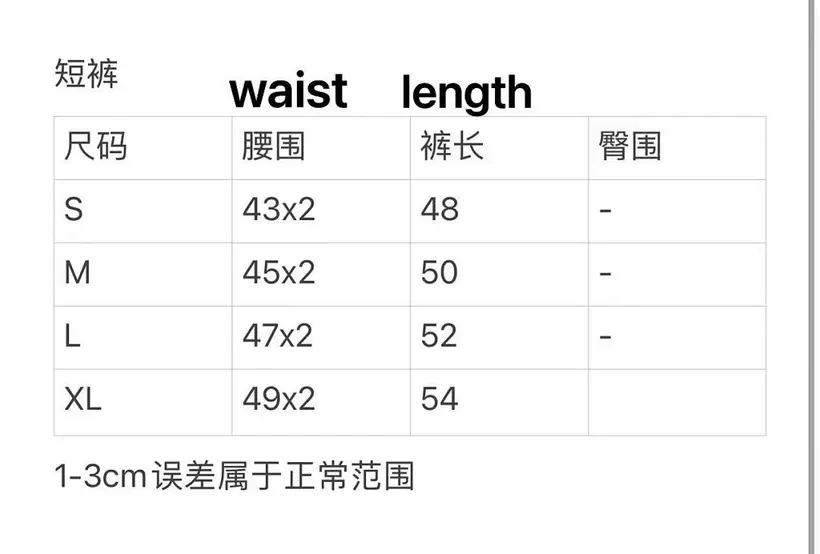 短裤
waist length
尺码 腰围 裤长 臀围
S 43x2 48 -
M 45x2 50 -
L 47x2 52 -
XL 49x2 54
1-3cm误差属于正常范围